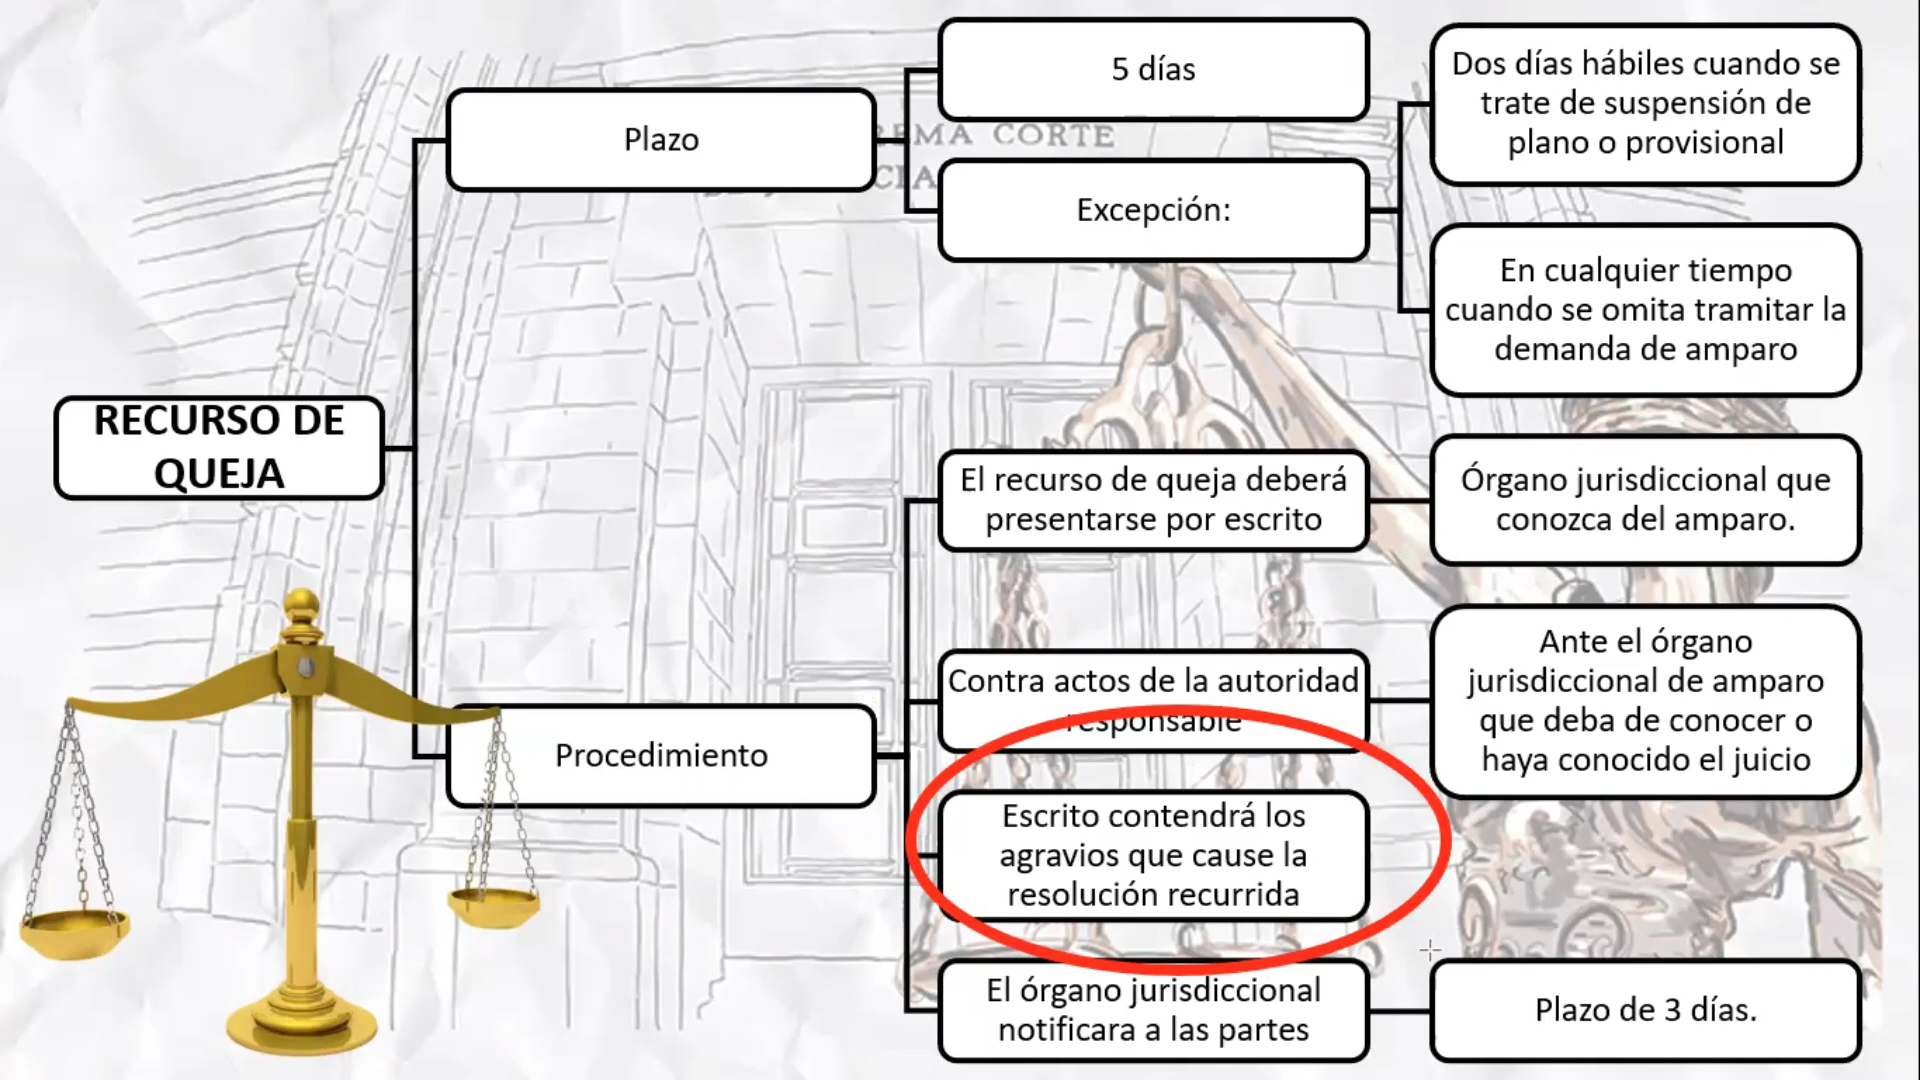 RECURSO DE
QUEJA
Plazo
5 días
Excepción:
Dos días hábiles cuando se
trate de suspensión de
plano o provisional
En cualquier tiempo
cuando se omita tramitar la
demanda de amparo
Procedimiento
El recurso de queja deberá
presentarse por escrito
Órgano jurisdiccional que
conozca del amparo.
Contra actos de la autoridad
responsable
Ante el órgano
jurisdiccional de amparo
que deba de conocer o
haya conocido el juicio
Escrito contendrá los
agravios que cause la
resolución recurrida
El órgano jurisdiccional
notificara a las partes
Plazo de 3 días.
CORTE